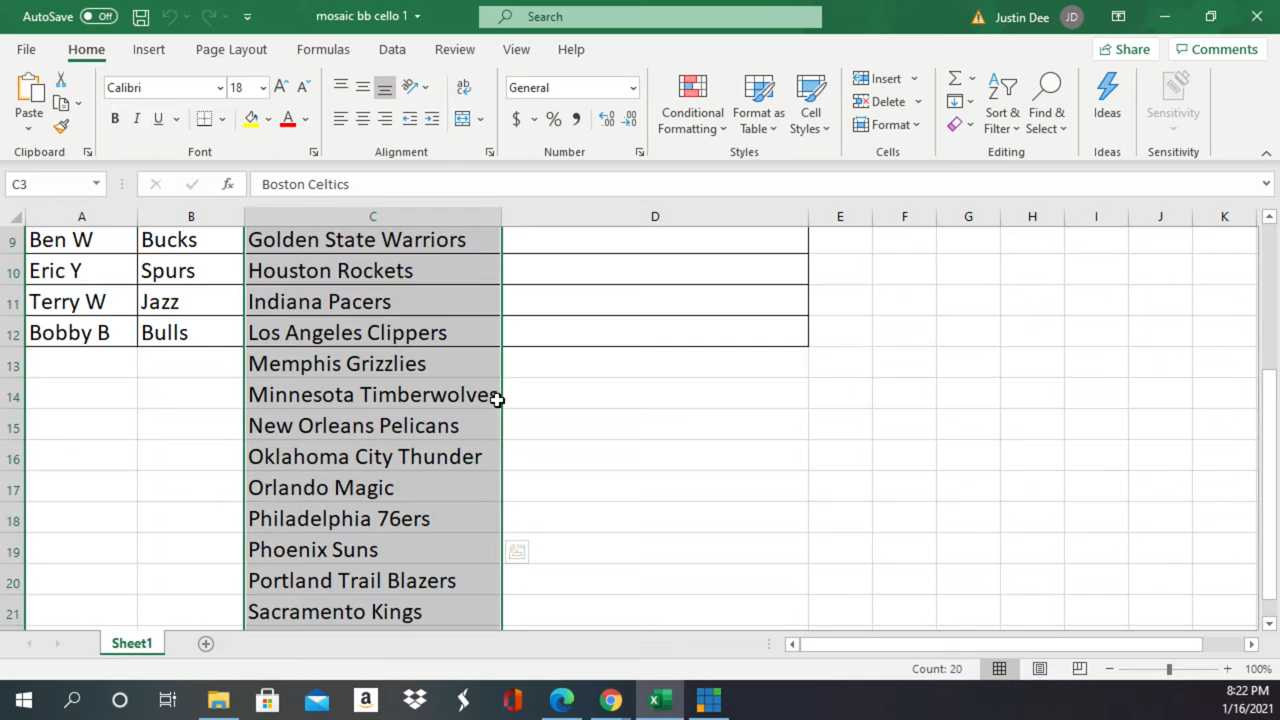 AutoSave Off mosaic bb cello 1 Search Justin Dee JD
File Home Insert Page Layout Formulas Data Review View Help Share Comments
Paste Calibri 18 A A General Conditional Formatting Format as Table Cell Styles Insert Delete Format Sort & Filter Find & Select Ideas Sensitivity
B I U A ab $ % 9 .00
Clipboard Font Alignment Number Styles Cells Editing Ideas Sensitivity
C3 fx Boston Celtics
A B C D E F G H I J K
9 Ben W Bucks Golden State Warriors
10 Eric Y Spurs Houston Rockets
11 Terry W Jazz Indiana Pacers
12 Bobby B Bulls Los Angeles Clippers
13 Memphis Grizzlies
14 Minnesota Timberwolves
15 New Orleans Pelicans
16 Oklahoma City Thunder
17 Orlando Magic
18 Philadelphia 76ers
19 Phoenix Suns
20 Portland Trail Blazers
21 Sacramento Kings
Sheet1
Count: 20 100%
8:22 PM
1/16/2021